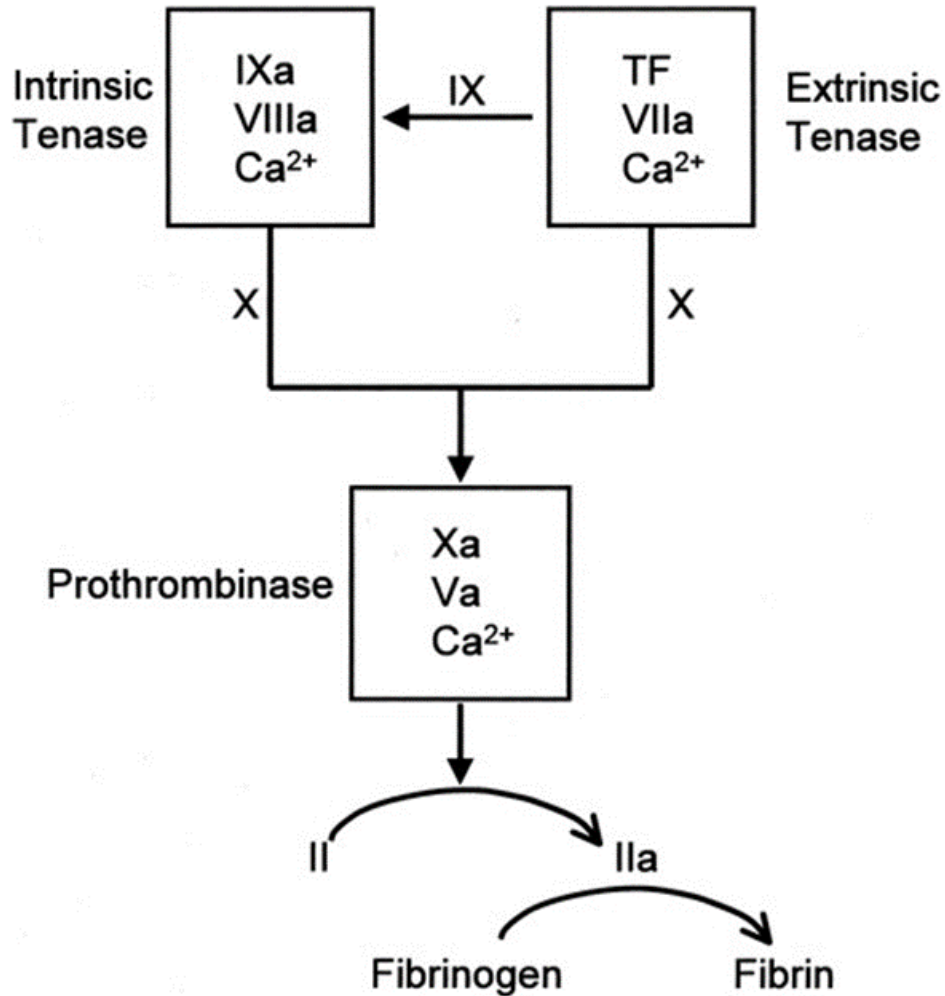 Intrinsic
Tenase
IXa
VIIIa
Ca²⁺
IX
TF
VIIa
Ca²⁺
Extrinsic
Tenase
X
X
Prothrombinase
Xa
Va
Ca²⁺
II
IIa
Fibrinogen
Fibrin